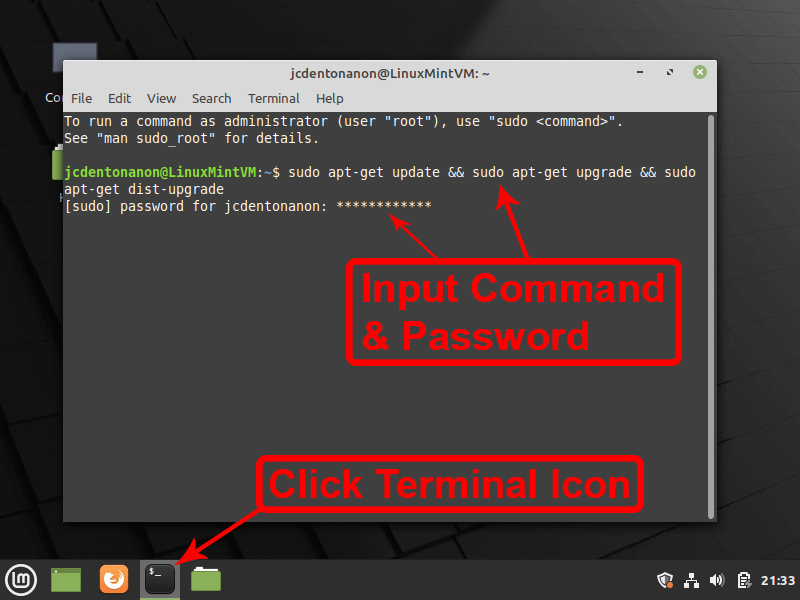 jcdentonanon@LinuxMintVM: ~
File Edit View Search Terminal Help
To run a command as administrator (user "root"), use "sudo <command>".
See "man sudo_root" for details.
jcdentonanon@LinuxMintVM:~$ sudo apt-get update && sudo apt-get upgrade && sudo
apt-get dist-upgrade
[sudo] password for jcdentonanon: ************
Input Command
& Password
Click Terminal Icon
$_
21:33